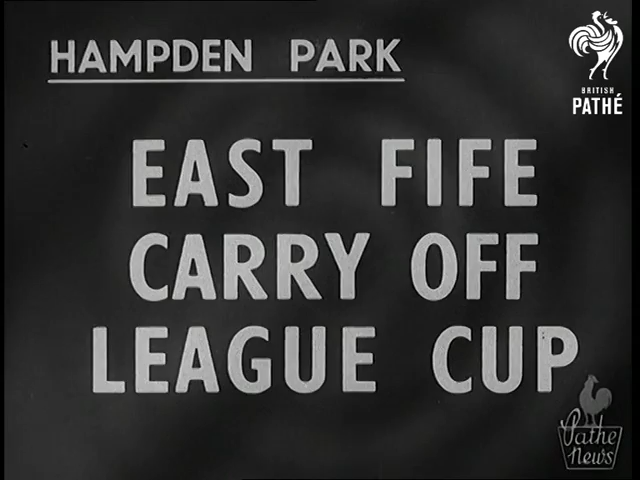 HAMPDEN PARK
BRITISH
PATHÉ
EAST FIFE
CARRY OFF
LEAGUE CUP
Pathe
News